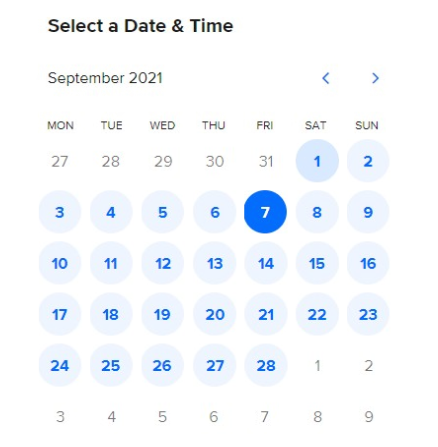 Select a Date & Time
September 2021
MON TUE WED THU FRI SAT SUN
27 28 29 30 31 1 2
3 4 5 6 7 8 9
10 11 12 13 14 15 16
17 18 19 20 21 22 23
24 25 26 27 28 1 2
3 4 5 6 7 8 9